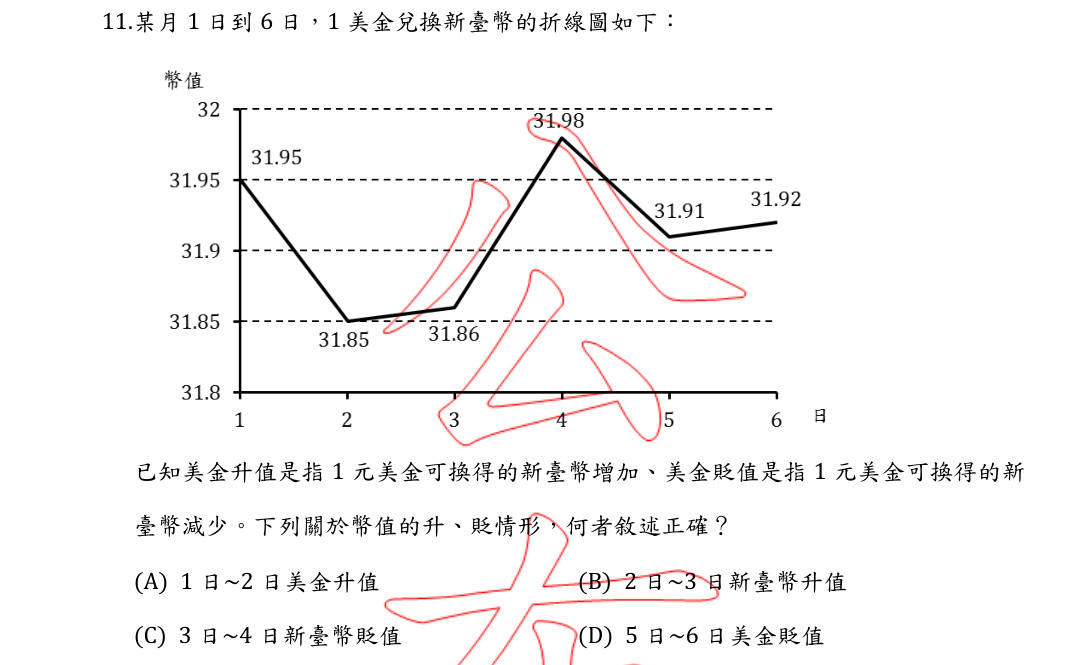 11.某月 1 日到 6 日，1 美金兌換新臺幣的折線圖如下：
幣值
32
31.98
31.95
31.95
31.92
31.91
31.9
31.85
31.86
31.85
31.8
1 2 3 4 5 6 日
已知美金升值是指 1 元美金可換得的新臺幣增加、美金貶值是指 1 元美金可換得的新
臺幣減少。下列關於幣值的升、貶情形，何者敘述正確？
(A) 1 日~2 日美金升值 (B) 2 日~3 日新臺幣升值
(C) 3 日~4 日新臺幣貶值 (D) 5 日~6 日美金貶值